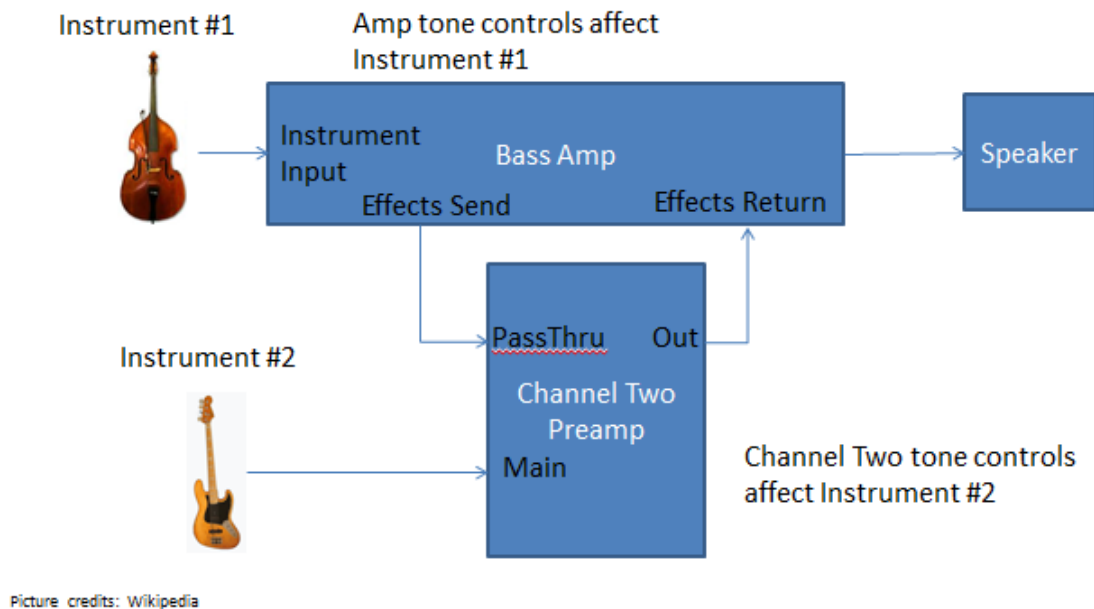 Instrument #1
Amp tone controls affect
Instrument #1
Instrument
Input
Bass Amp
Speaker
Effects Send
Effects Return
PassThru
Out
Instrument #2
Channel Two
Preamp
Main
Channel Two tone controls
affect Instrument #2
Picture credits: Wikipedia